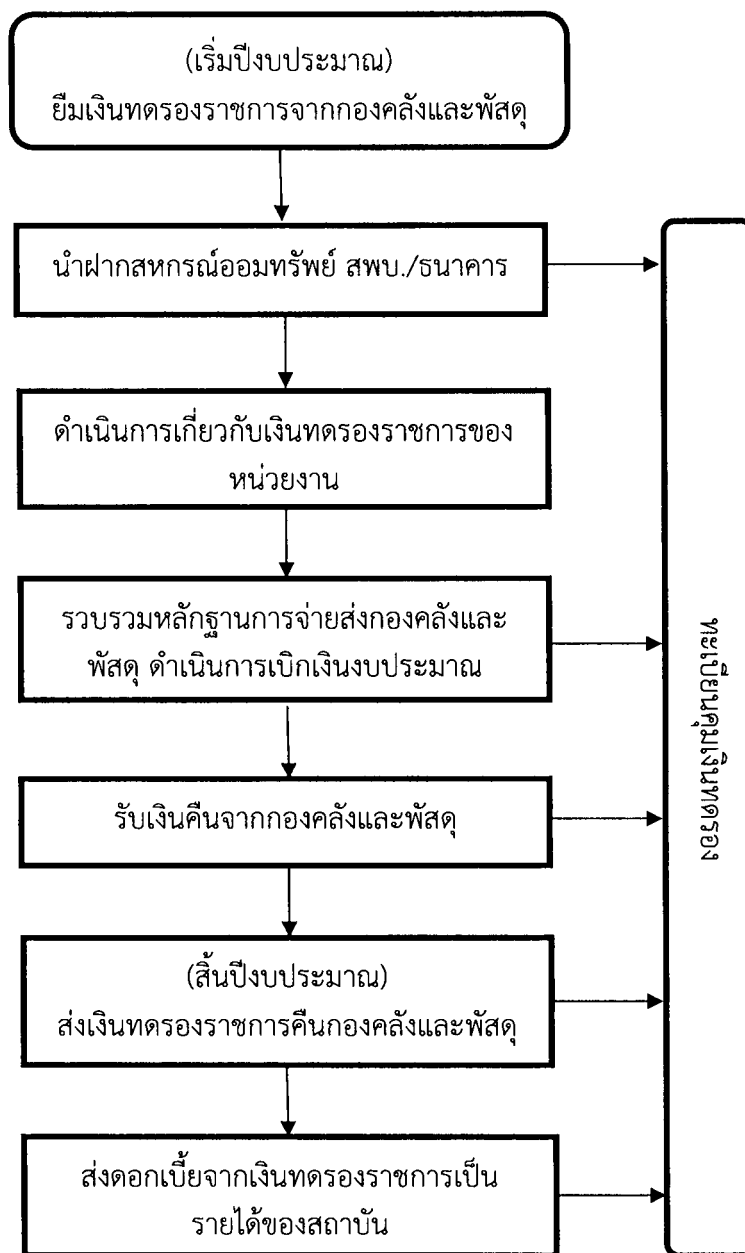 (เริ่มปีงบประมาณ)
ยืมเงินทดรองราชการจากกองคลังและพัสดุ
นำฝากสหกรณ์ออมทรัพย์ สพบ./ธนาคาร
ดำเนินการเกี่ยวกับเงินทดรองราชการของ
หน่วยงาน
รวบรวมหลักฐานการจ่ายส่งกองคลังและ
พัสดุ ดำเนินการเบิกเงินงบประมาณ
รับเงินคืนจากกองคลังและพัสดุ
(สิ้นปีงบประมาณ)
ส่งเงินทดรองราชการคืนกองคลังและพัสดุ
ส่งดอกเบี้ยจากเงินทดรองราชการเป็น
รายได้ของสถาบัน
ทะเบียนคุมเงินทดรอง